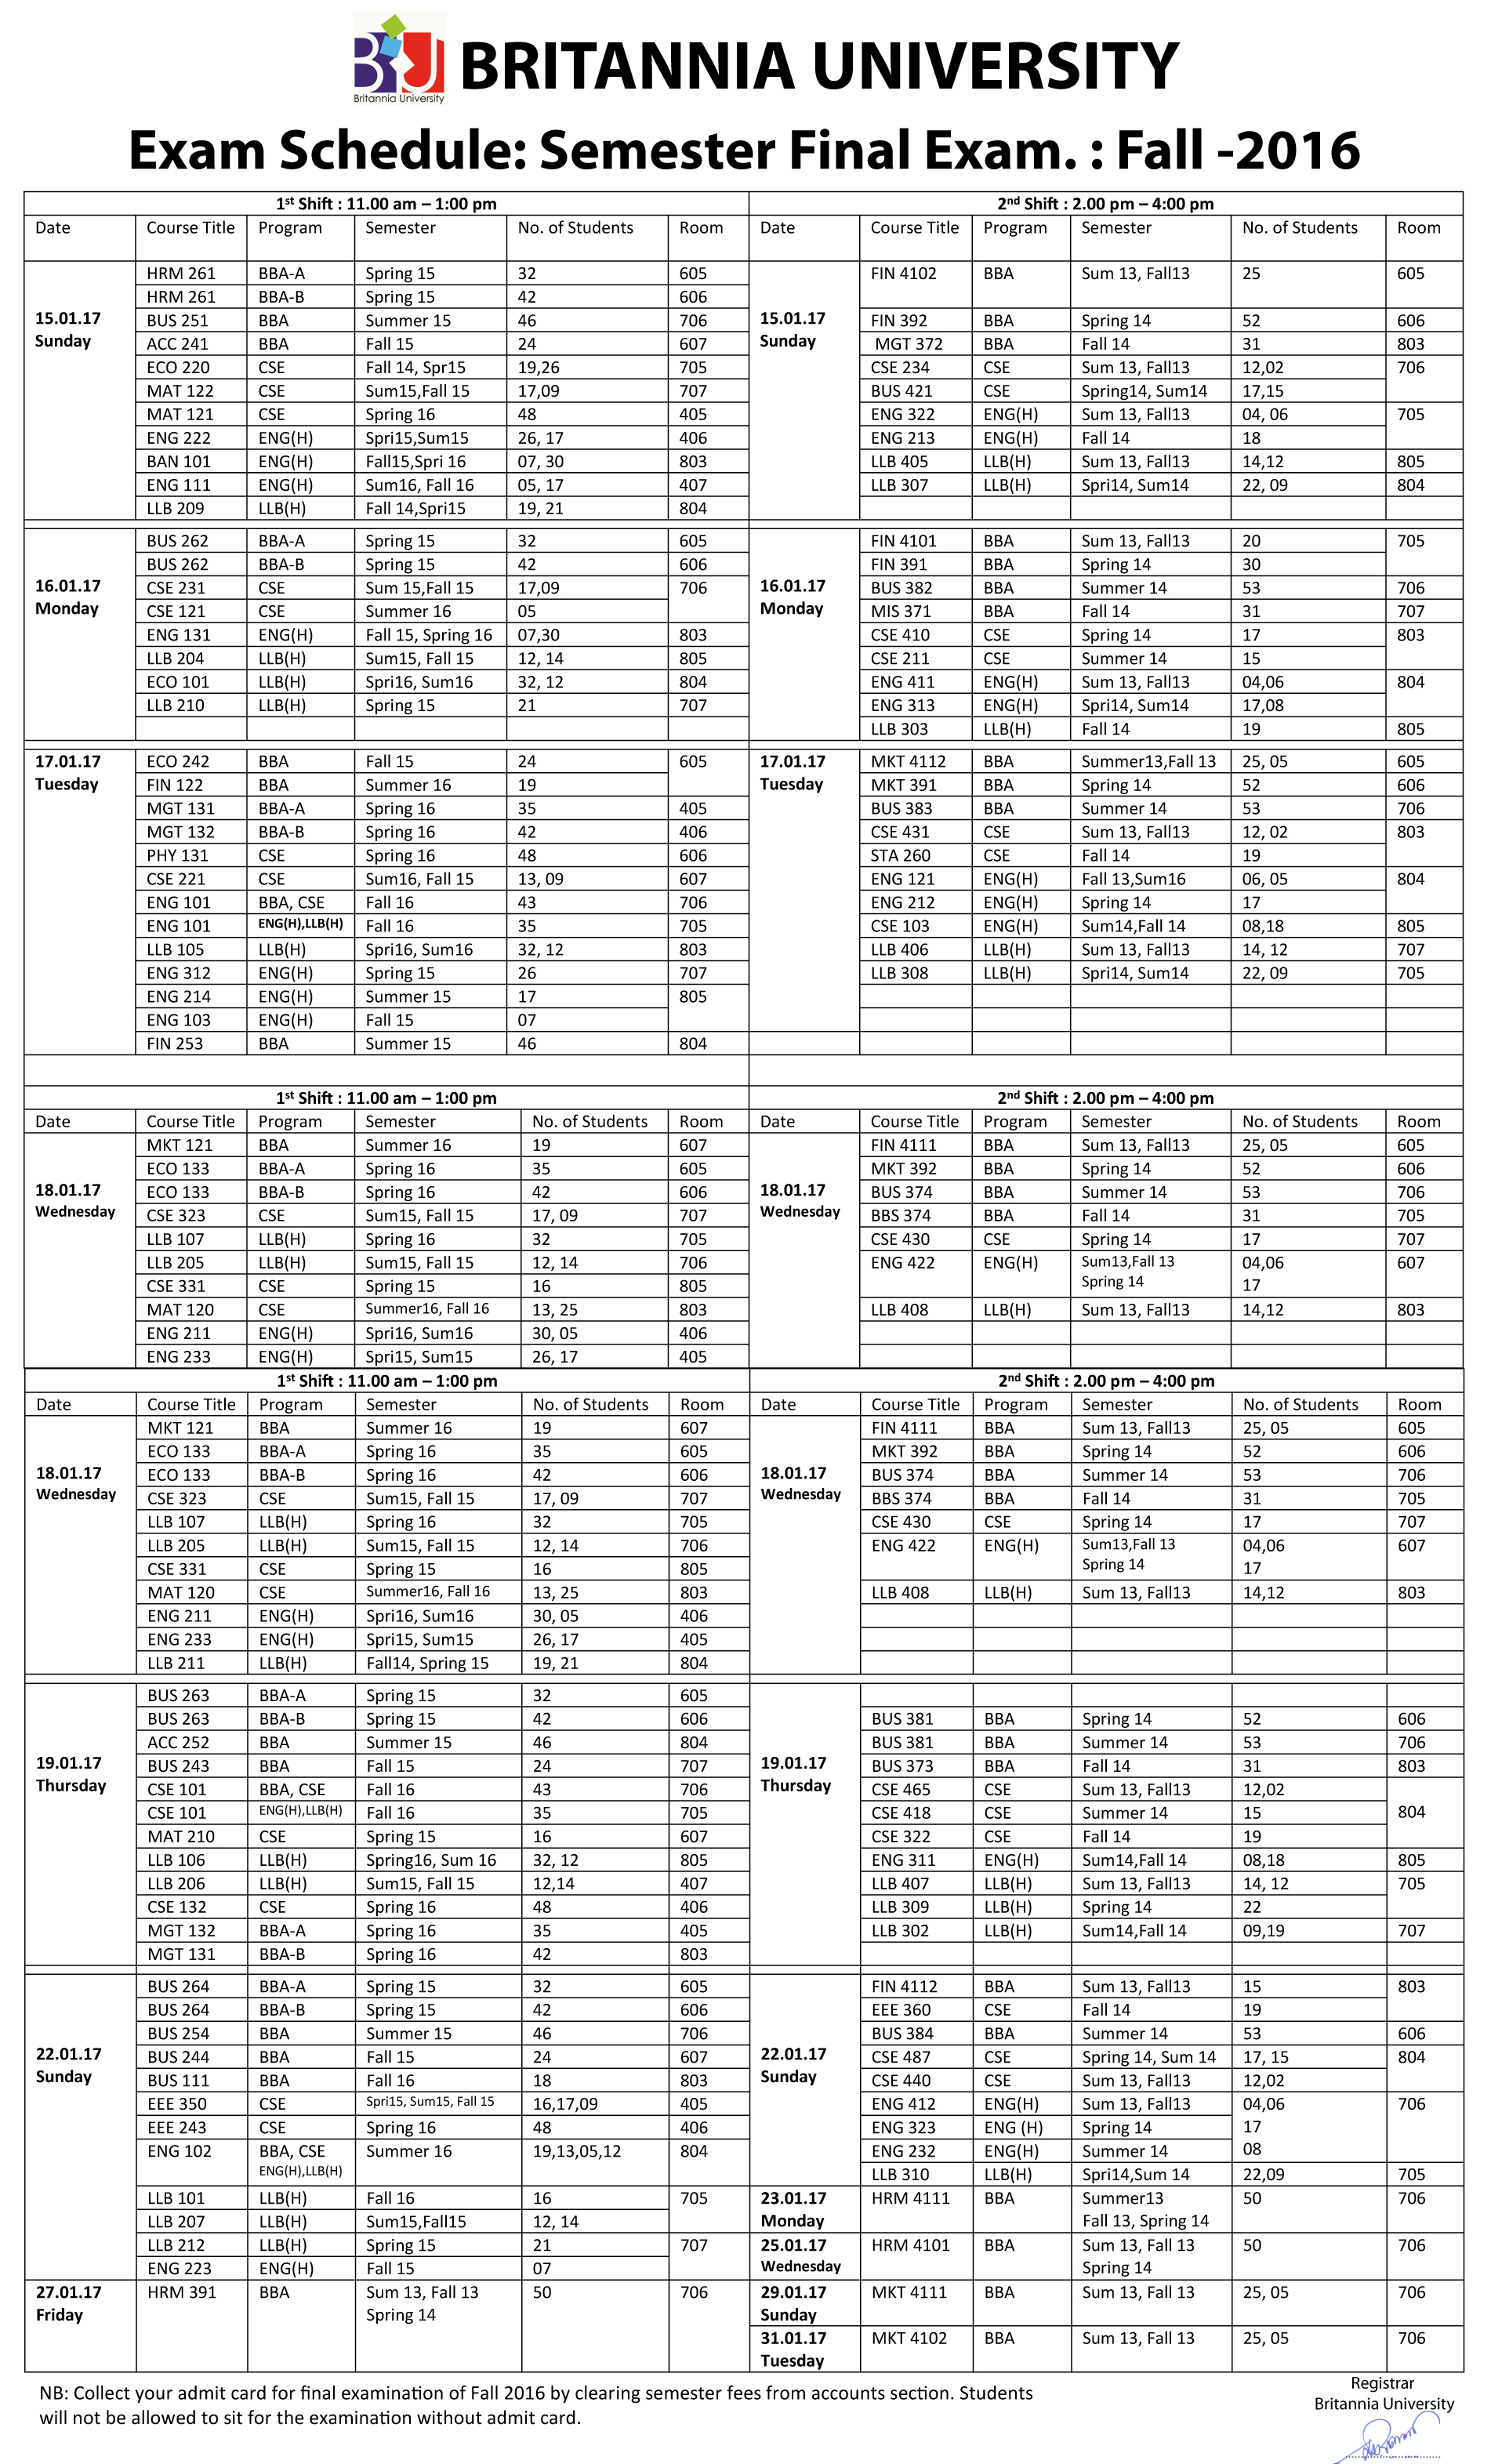 BU
Britannia University
BRITANNIA UNIVERSITY
Exam Schedule: Semester Final Exam. : Fall -2016
1st Shift : 11.00 am – 1:00 pm 2nd Shift : 2.00 pm – 4:00 pm
Date Course Title Program Semester No. of Students Room Date Course Title Program Semester No. of Students Room
HRM 261 BBA-A Spring 15 32 605 FIN 4102 BBA Sum 13, Fall13 25 605
HRM 261 BBA-B Spring 15 42 606
15.01.17 BUS 251 BBA Summer 15 46 706 15.01.17 FIN 392 BBA Spring 14 52 606
Sunday ACC 241 BBA Fall 15 24 607 Sunday MGT 372 BBA Fall 14 31 803
ECO 220 CSE Fall 14, Spr15 19,26 705 CSE 234 CSE Sum 13, Fall13 12,02 706
MAT 122 CSE Sum15,Fall 15 17,09 707 BUS 421 CSE Spring14, Sum14 17,15
MAT 121 CSE Spring 16 48 405 ENG 322 ENG(H) Sum 13, Fall13 04, 06 705
ENG 222 ENG(H) Spri15,Sum15 26, 17 406 ENG 213 ENG(H) Fall 14 18
BAN 101 ENG(H) Fall15,Spri 16 07, 30 803 LLB 405 LLB(H) Sum 13, Fall13 14,12 805
ENG 111 ENG(H) Sum16, Fall 16 05, 17 407 LLB 307 LLB(H) Spri14, Sum14 22, 09 804
LLB 209 LLB(H) Fall 14,Spri15 19, 21 804
BUS 262 BBA-A Spring 15 32 605 FIN 4101 BBA Sum 13, Fall13 20 705
BUS 262 BBA-B Spring 15 42 606 FIN 391 BBA Spring 14 30
16.01.17 CSE 231 CSE Sum 15,Fall 15 17,09 706 16.01.17 BUS 382 BBA Summer 14 53 706
Monday CSE 121 CSE Summer 16 05 Monday MIS 371 BBA Fall 14 31 707
ENG 131 ENG(H) Fall 15, Spring 16 07,30 803 CSE 410 CSE Spring 14 17 803
LLB 204 LLB(H) Sum15, Fall 15 12, 14 805 CSE 211 CSE Summer 14 15
ECO 101 LLB(H) Spri16, Sum16 32, 12 804 ENG 411 ENG(H) Sum 13, Fall13 04,06 804
LLB 210 LLB(H) Spring 15 21 707 ENG 313 ENG(H) Spri14, Sum14 17,08
LLB 303 LLB(H) Fall 14 19 805
17.01.17 ECO 242 BBA Fall 15 24 605 17.01.17 MKT 4112 BBA Summer13,Fall 13 25, 05 605
Tuesday FIN 122 BBA Summer 16 19 Tuesday MKT 391 BBA Spring 14 52 606
MGT 131 BBA-A Spring 16 35 405 BUS 383 BBA Summer 14 53 706
MGT 132 BBA-B Spring 16 42 406 CSE 431 CSE Sum 13, Fall13 12, 02 803
PHY 131 CSE Spring 16 48 606 STA 260 CSE Fall 14 19
CSE 221 CSE Sum16, Fall 15 13, 09 607 ENG 121 ENG(H) Fall 13,Sum16 06, 05 804
ENG 101 BBA, CSE Fall 16 43 706 ENG 212 ENG(H) Spring 14 17
ENG 101 ENG(H),LLB(H) Fall 16 35 705 CSE 103 ENG(H) Sum14,Fall 14 08,18 805
LLB 105 LLB(H) Spri16, Sum16 32, 12 803 LLB 406 LLB(H) Sum 13, Fall13 14, 12 707
ENG 312 ENG(H) Spring 15 26 707 LLB 308 LLB(H) Spri14, Sum14 22, 09 705
ENG 214 ENG(H) Summer 15 17 805
ENG 103 ENG(H) Fall 15 07
FIN 253 BBA Summer 15 46 804
1st Shift : 11.00 am – 1:00 pm 2nd Shift : 2.00 pm – 4:00 pm
Date Course Title Program Semester No. of Students Room Date Course Title Program Semester No. of Students Room
MKT 121 BBA Summer 16 19 607 FIN 4111 BBA Sum 13, Fall13 25, 05 605
ECO 133 BBA-A Spring 16 35 605 MKT 392 BBA Spring 14 52 606
18.01.17 ECO 133 BBA-B Spring 16 42 606 18.01.17 BUS 374 BBA Summer 14 53 706
Wednesday CSE 323 CSE Sum15, Fall 15 17, 09 707 Wednesday BBS 374 BBA Fall 14 31 705
LLB 107 LLB(H) Spring 16 32 705 CSE 430 CSE Spring 14 17 707
LLB 205 LLB(H) Sum15, Fall 15 12, 14 706 ENG 422 ENG(H) Sum13,Fall 13 04,06 607
CSE 331 CSE Spring 15 16 805 Spring 14 17
MAT 120 CSE Summer16, Fall 16 13, 25 803 LLB 408 LLB(H) Sum 13, Fall13 14,12 803
ENG 211 ENG(H) Spri16, Sum16 30, 05 406
ENG 233 ENG(H) Spri15, Sum15 26, 17 405
1st Shift : 11.00 am – 1:00 pm 2nd Shift : 2.00 pm – 4:00 pm
Date Course Title Program Semester No. of Students Room Date Course Title Program Semester No. of Students Room
MKT 121 BBA Summer 16 19 607 FIN 4111 BBA Sum 13, Fall13 25, 05 605
ECO 133 BBA-A Spring 16 35 605 MKT 392 BBA Spring 14 52 606
18.01.17 ECO 133 BBA-B Spring 16 42 606 18.01.17 BUS 374 BBA Summer 14 53 706
Wednesday CSE 323 CSE Sum15, Fall 15 17, 09 707 Wednesday BBS 374 BBA Fall 14 31 705
LLB 107 LLB(H) Spring 16 32 705 CSE 430 CSE Spring 14 17 707
LLB 205 LLB(H) Sum15, Fall 15 12, 14 706 ENG 422 ENG(H) Sum13,Fall 13 04,06 607
CSE 331 CSE Spring 15 16 805 Spring 14 17
MAT 120 CSE Summer16, Fall 16 13, 25 803 LLB 408 LLB(H) Sum 13, Fall13 14,12 803
ENG 211 ENG(H) Spri16, Sum16 30, 05 406
ENG 233 ENG(H) Spri15, Sum15 26, 17 405
LLB 211 LLB(H) Fall14, Spring 15 19, 21 804
BUS 263 BBA-A Spring 15 32 605
BUS 263 BBA-B Spring 15 42 606 BUS 381 BBA Spring 14 52 606
ACC 252 BBA Summer 15 46 804 BUS 381 BBA Summer 14 53 706
19.01.17 BUS 243 BBA Fall 15 24 707 19.01.17 BUS 373 BBA Fall 14 31 803
Thursday CSE 101 BBA, CSE Fall 16 43 706 Thursday CSE 465 CSE Sum 13, Fall13 12,02
CSE 101 ENG(H),LLB(H) Fall 16 35 705 CSE 418 CSE Summer 14 15 804
MAT 210 CSE Spring 15 16 607 CSE 322 CSE Fall 14 19
LLB 106 LLB(H) Spring16, Sum 16 32, 12 805 ENG 311 ENG(H) Sum14,Fall 14 08,18 805
LLB 206 LLB(H) Sum15, Fall 15 12,14 407 LLB 407 LLB(H) Sum 13, Fall13 14, 12 705
CSE 132 CSE Spring 16 48 406 LLB 309 LLB(H) Spring 14 22
MGT 132 BBA-A Spring 16 35 405 LLB 302 LLB(H) Sum14,Fall 14 09,19 707
MGT 131 BBA-B Spring 16 42 803
BUS 264 BBA-A Spring 15 32 605 FIN 4112 BBA Sum 13, Fall13 15 803
BUS 264 BBA-B Spring 15 42 606 EEE 360 CSE Fall 14 19
BUS 254 BBA Summer 15 46 706 BUS 384 BBA Summer 14 53 606
22.01.17 BUS 244 BBA Fall 15 24 607 22.01.17 CSE 487 CSE Spring 14, Sum 14 17, 15 804
Sunday BUS 111 BBA Fall 16 18 803 Sunday CSE 440 CSE Sum 13, Fall13 12,02
EEE 350 CSE Spri15, Sum15, Fall 15 16,17,09 405 ENG 412 ENG(H) Sum 13, Fall13 04,06 706
EEE 243 CSE Spring 16 48 406 ENG 323 ENG (H) Spring 14 17
ENG 102 BBA, CSE Summer 16 19,13,05,12 804 ENG 232 ENG(H) Summer 14 08
ENG(H),LLB(H) LLB 310 LLB(H) Spri14,Sum 14 22,09 705
LLB 101 LLB(H) Fall 16 16 705 23.01.17 HRM 4111 BBA Summer13 50 706
LLB 207 LLB(H) Sum15,Fall15 12, 14 Monday Fall 13, Spring 14
LLB 212 LLB(H) Spring 15 21 707 25.01.17 HRM 4101 BBA Sum 13, Fall 13 50 706
ENG 223 ENG(H) Fall 15 07 Wednesday Spring 14
27.01.17 HRM 391 BBA Sum 13, Fall 13 50 706 29.01.17 MKT 4111 BBA Sum 13, Fall 13 25, 05 706
Friday Spring 14 Sunday
31.01.17 MKT 4102 BBA Sum 13, Fall 13 25, 05 706
Tuesday
NB: Collect your admit card for final examination of Fall 2016 by clearing semester fees from accounts section. Students
will not be allowed to sit for the examination without admit card.
Registrar
Britannia University